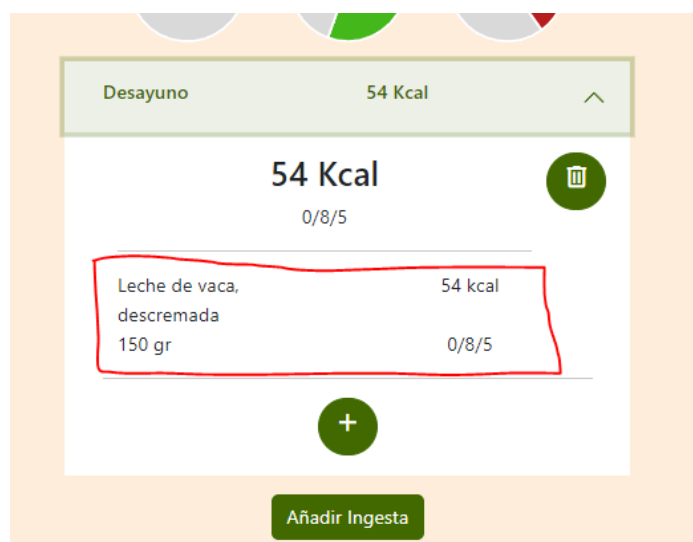 Desayuno 54 Kcal
54 Kcal
0/8/5
Leche de vaca, 54 kcal
descremada
150 gr 0/8/5
+
Añadir Ingesta